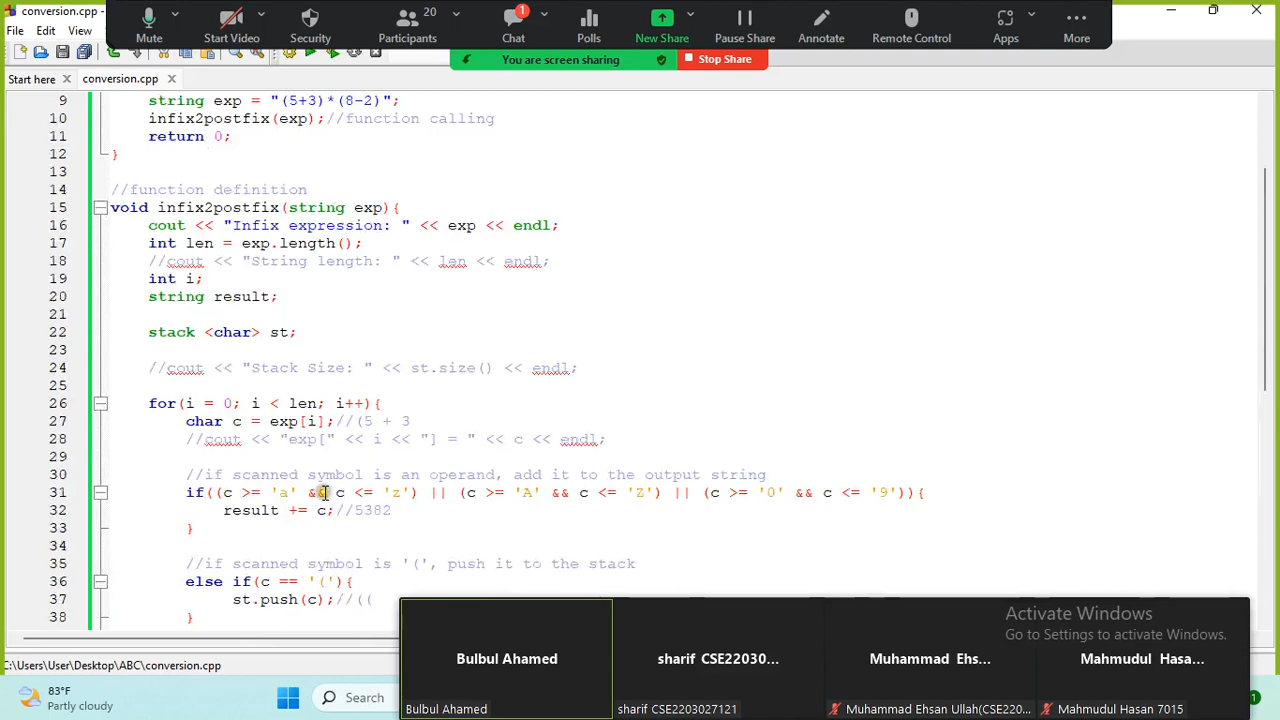 conversion.cpp -
File Edit View
Mute
Start Video
Security
20
Participants
1
Chat
Polls
New Share
Pause Share
Annotate
Remote Control
Apps
More
You are screen sharing
Stop Share
Start here
conversion.cpp
9 string exp = "(5+3)*(8-2)";
10 infix2postfix(exp);//function calling
11 return 0;
12 }
13
14 //function definition
15 void infix2postfix(string exp){
16 cout << "Infix expression: " << exp << endl;
17 int len = exp.length();
18 //cout << "String length: " << len << endl;
19 int i;
20 string result;
21
22 stack <char> st;
23
24 //cout << "Stack Size: " << st.size() << endl;
25
26 for(i = 0; i < len; i++){
27 char c = exp[i];//(5 + 3
28 //cout << "exp[" << i << "] = " << c << endl;
29
30 //if scanned symbol is an operand, add it to the output string
31 if((c >= 'a' && c <= 'z') || (c >= 'A' && c <= 'Z') || (c >= '0' && c <= '9')){
32 result += c;//5382
33 }
34
35 //if scanned symbol is '(', push it to the stack
36 else if(c == '('){
37 st.push(c);//((
38 }
Activate Windows
Go to Settings to activate Windows.
Bulbul Ahamed
sharif CSE22030...
Muhammad Ehs...
Mahmudul Hasa...
Bulbul Ahamed
sharif CSE2203027121
Muhammad Ehsan Ullah(CSE220...
Mahmudul Hasan 7015
C:\Users\User\Desktop\ABC\conversion.cpp
83°F
Partly cloudy
Search
1